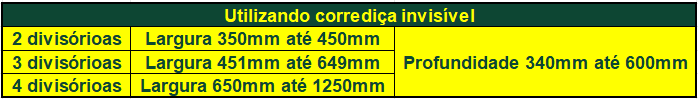 Utilizando corrediça invisível
2 divisórioas Largura 350mm até 450mm
3 divisórioas Largura 451mm até 649mm Profundidade 340mm até 600mm
4 divisórioas Largura 650mm até 1250mm